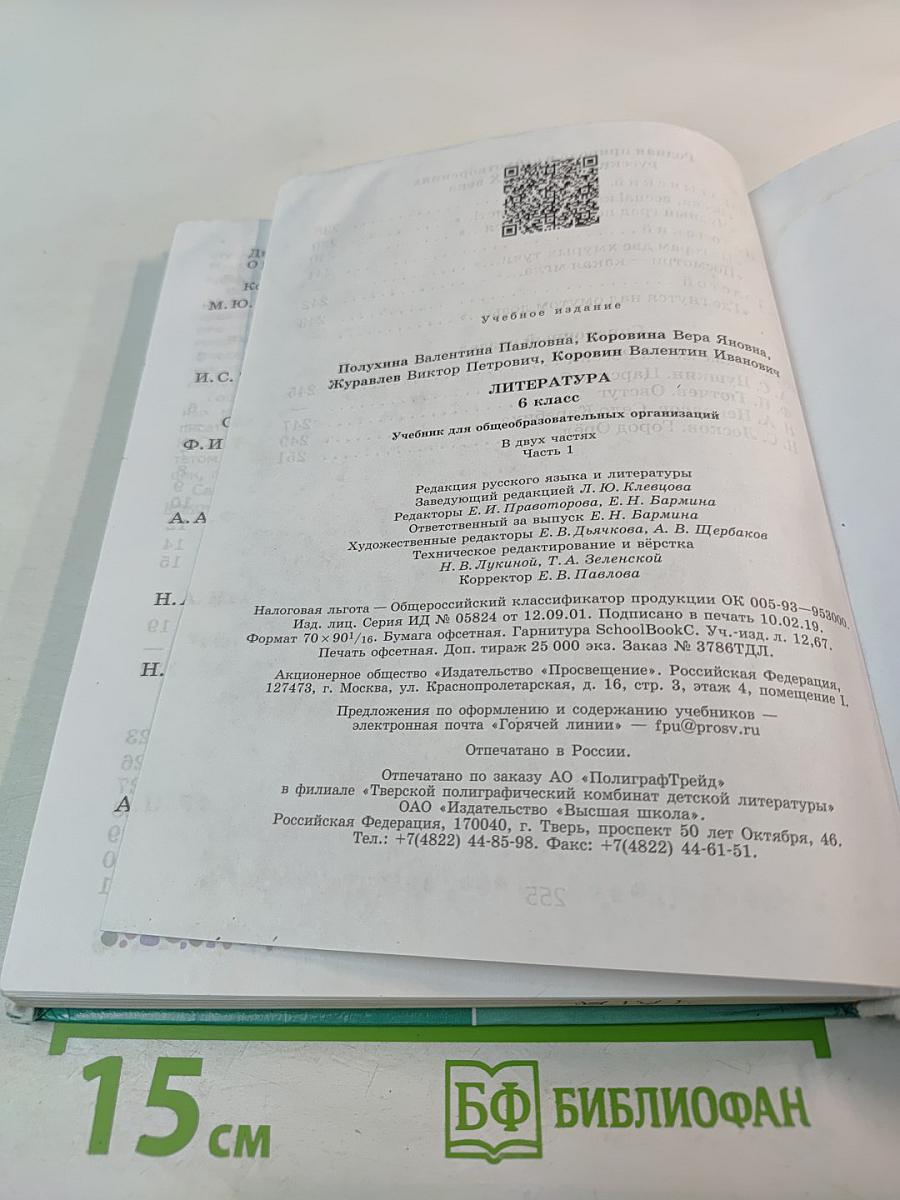 Учебное издание
Полухина Валентина Павловна, Коровина Вера Яновна,
Журавлев Виктор Петрович, Коровин Валентин Иванович
ЛИТЕРАТУРА
6 класс
Учебник для общеобразовательных организаций
В двух частях
Часть 1
Редакция русского языка и литературы
Заведующий редакцией Л. Ю. Клевцова
Редакторы Е. И. Правоторова, Е. Н. Бармина
Ответственный за выпуск Е. Н. Бармина
Художественные редакторы Е. В. Дьячкова, А. В. Щербаков
Техническое редактирование и вёрстка
Н. В. Лукиной, Т. А. Зеленской
Корректор Е. В. Павлова
Налоговая льгота — Общероссийский классификатор продукции ОК 005-93—953000.
Изд. лиц. Серия ИД № 05824 от 12.09.01. Подписано в печать 10.02.19.
Формат 70×90 1/16. Бумага офсетная. Гарнитура SchoolBookC. Уч.-изд. л. 12,67.
Печать офсетная. Доп. тираж 25 000 экз. Заказ № 3786ТДЛ.
Акционерное общество «Издательство «Просвещение». Российская Федерация,
127473, г. Москва, ул. Краснопролетарская, д. 16, стр. 3, этаж 4, помещение I.
Предложения по оформлению и содержанию учебников —
электронная почта «Горячей линии» — fpu@prosv.ru
Отпечатано в России.
Отпечатано по заказу АО «ПолиграфТрейд»
в филиале «Тверской полиграфический комбинат детской литературы»
ОАО «Издательство «Высшая школа».
Российская Федерация, 170040, г. Тверь, проспект 50 лет Октября, 46.
Тел.: +7(4822) 44-85-98. Факс: +7(4822) 44-61-51.
М. Ю.
И. С.
Ф. И
А. А
Н.
Н.
А
15 см
БФ БИБЛИОФАН